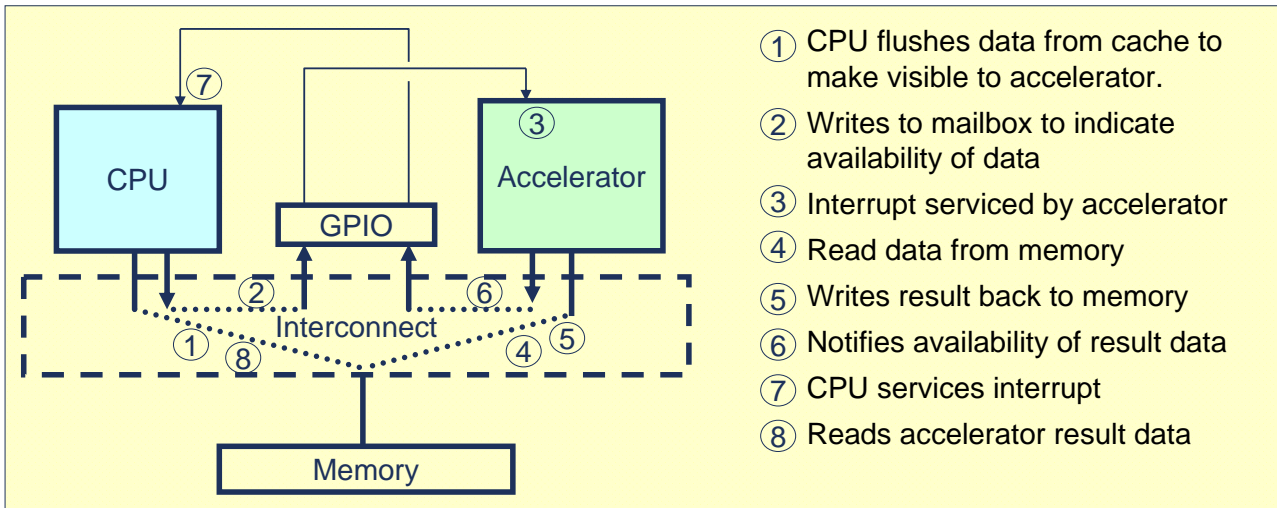 7
3
CPU
Accelerator
GPIO
2
6
Interconnect
1
8
4
5
Memory
1 CPU flushes data from cache to
make visible to accelerator.
2 Writes to mailbox to indicate
availability of data
3 Interrupt serviced by accelerator
4 Read data from memory
5 Writes result back to memory
6 Notifies availability of result data
7 CPU services interrupt
8 Reads accelerator result data